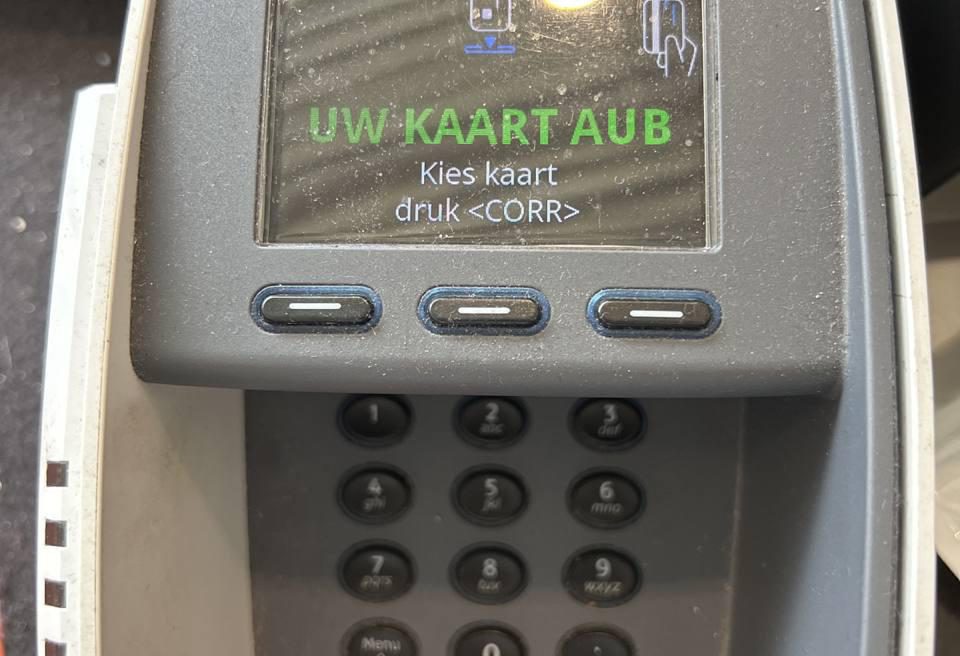 UW KAART AUB
Kies kaart
druk <CORR>
1
2
abc
3
def
4
ghi
5
jkl
6
mno
7
pqrs
8
tuv
9
wxyz
Menu
0